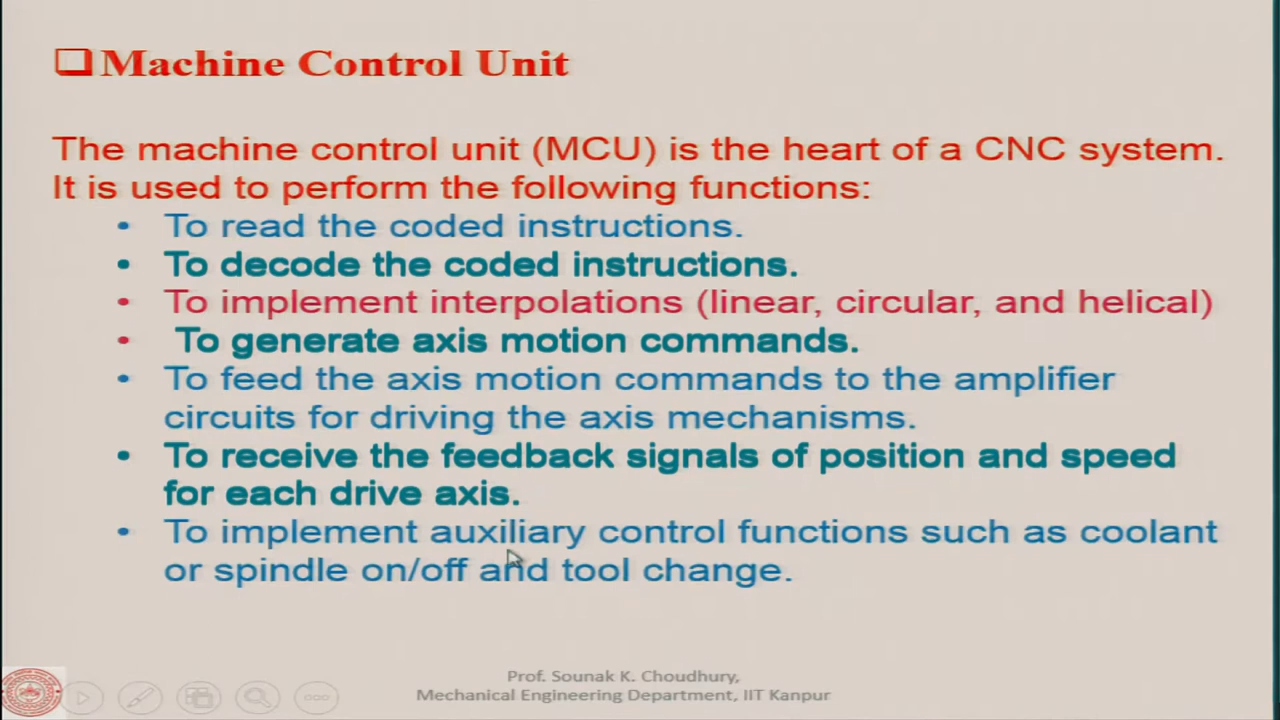 Machine Control Unit
The machine control unit (MCU) is the heart of a CNC system.
It is used to perform the following functions:
• To read the coded instructions.
• To decode the coded instructions.
• To implement interpolations (linear, circular, and helical)
• To generate axis motion commands.
• To feed the axis motion commands to the amplifier
circuits for driving the axis mechanisms.
• To receive the feedback signals of position and speed
for each drive axis.
• To implement auxiliary control functions such as coolant
or spindle on/off and tool change.
Prof. Sounak K. Choudhury,
Mechanical Engineering Department, IIT Kanpur